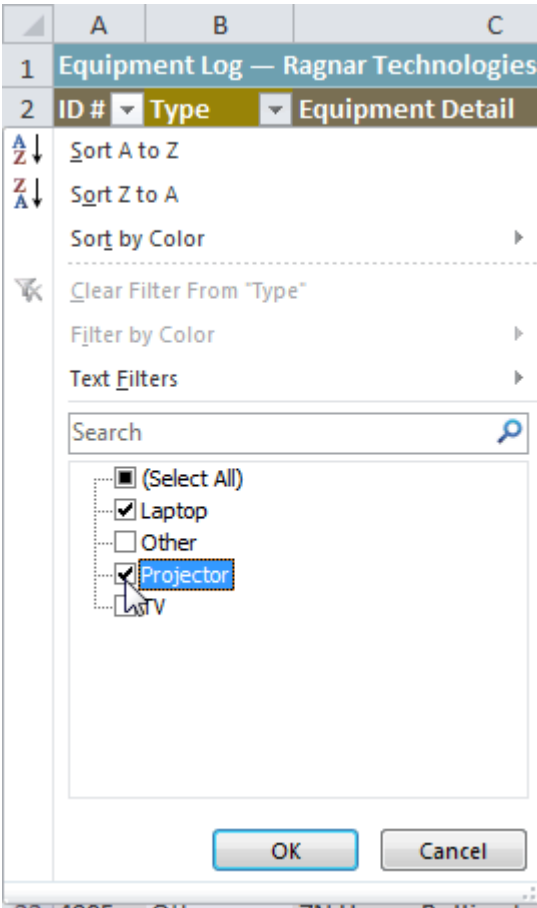 A B C
1 Equipment Log — Ragnar Technologies
2 ID # Type Equipment Detail
Sort A to Z
Sort Z to A
Sort by Color
Clear Filter From "Type"
Filter by Color
Text Filters
Search
(Select All)
Laptop
Other
Projector
TV
OK Cancel